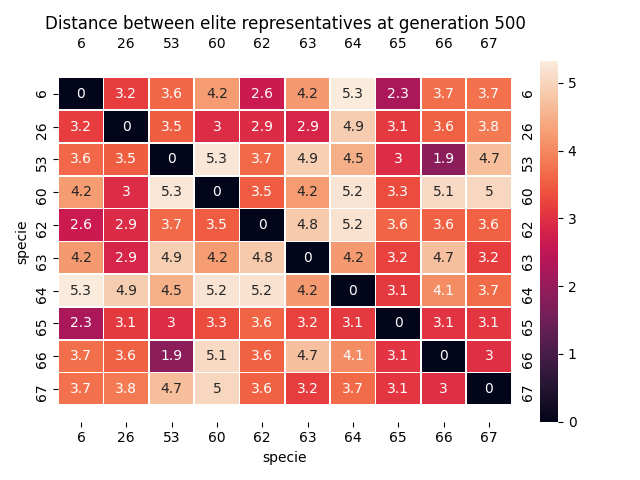 Distance between elite representatives at generation 500
6 26 53 60 62 63 64 65 66 67
6 0 3.2 3.6 4.2 2.6 4.2 5.3 2.3 3.7 3.7 6
26 3.2 0 3.5 3 2.9 2.9 4.9 3.1 3.6 3.8 26
53 3.6 3.5 0 5.3 3.7 4.9 4.5 3 1.9 4.7 53
60 4.2 3 5.3 0 3.5 4.2 5.2 3.3 5.1 5 60
62 2.6 2.9 3.7 3.5 0 4.8 5.2 3.6 3.6 3.6 62
63 4.2 2.9 4.9 4.2 4.8 0 4.2 3.2 4.7 3.2 63
64 5.3 4.9 4.5 5.2 5.2 4.2 0 3.1 4.1 3.7 64
65 2.3 3.1 3 3.3 3.6 3.2 3.1 0 3.1 3.1 65
66 3.7 3.6 1.9 5.1 3.6 4.7 4.1 3.1 0 3 66
67 3.7 3.8 4.7 5 3.6 3.2 3.7 3.1 3 0 67
6 26 53 60 62 63 64 65 66 67
specie
specie
5
4
3
2
1
0